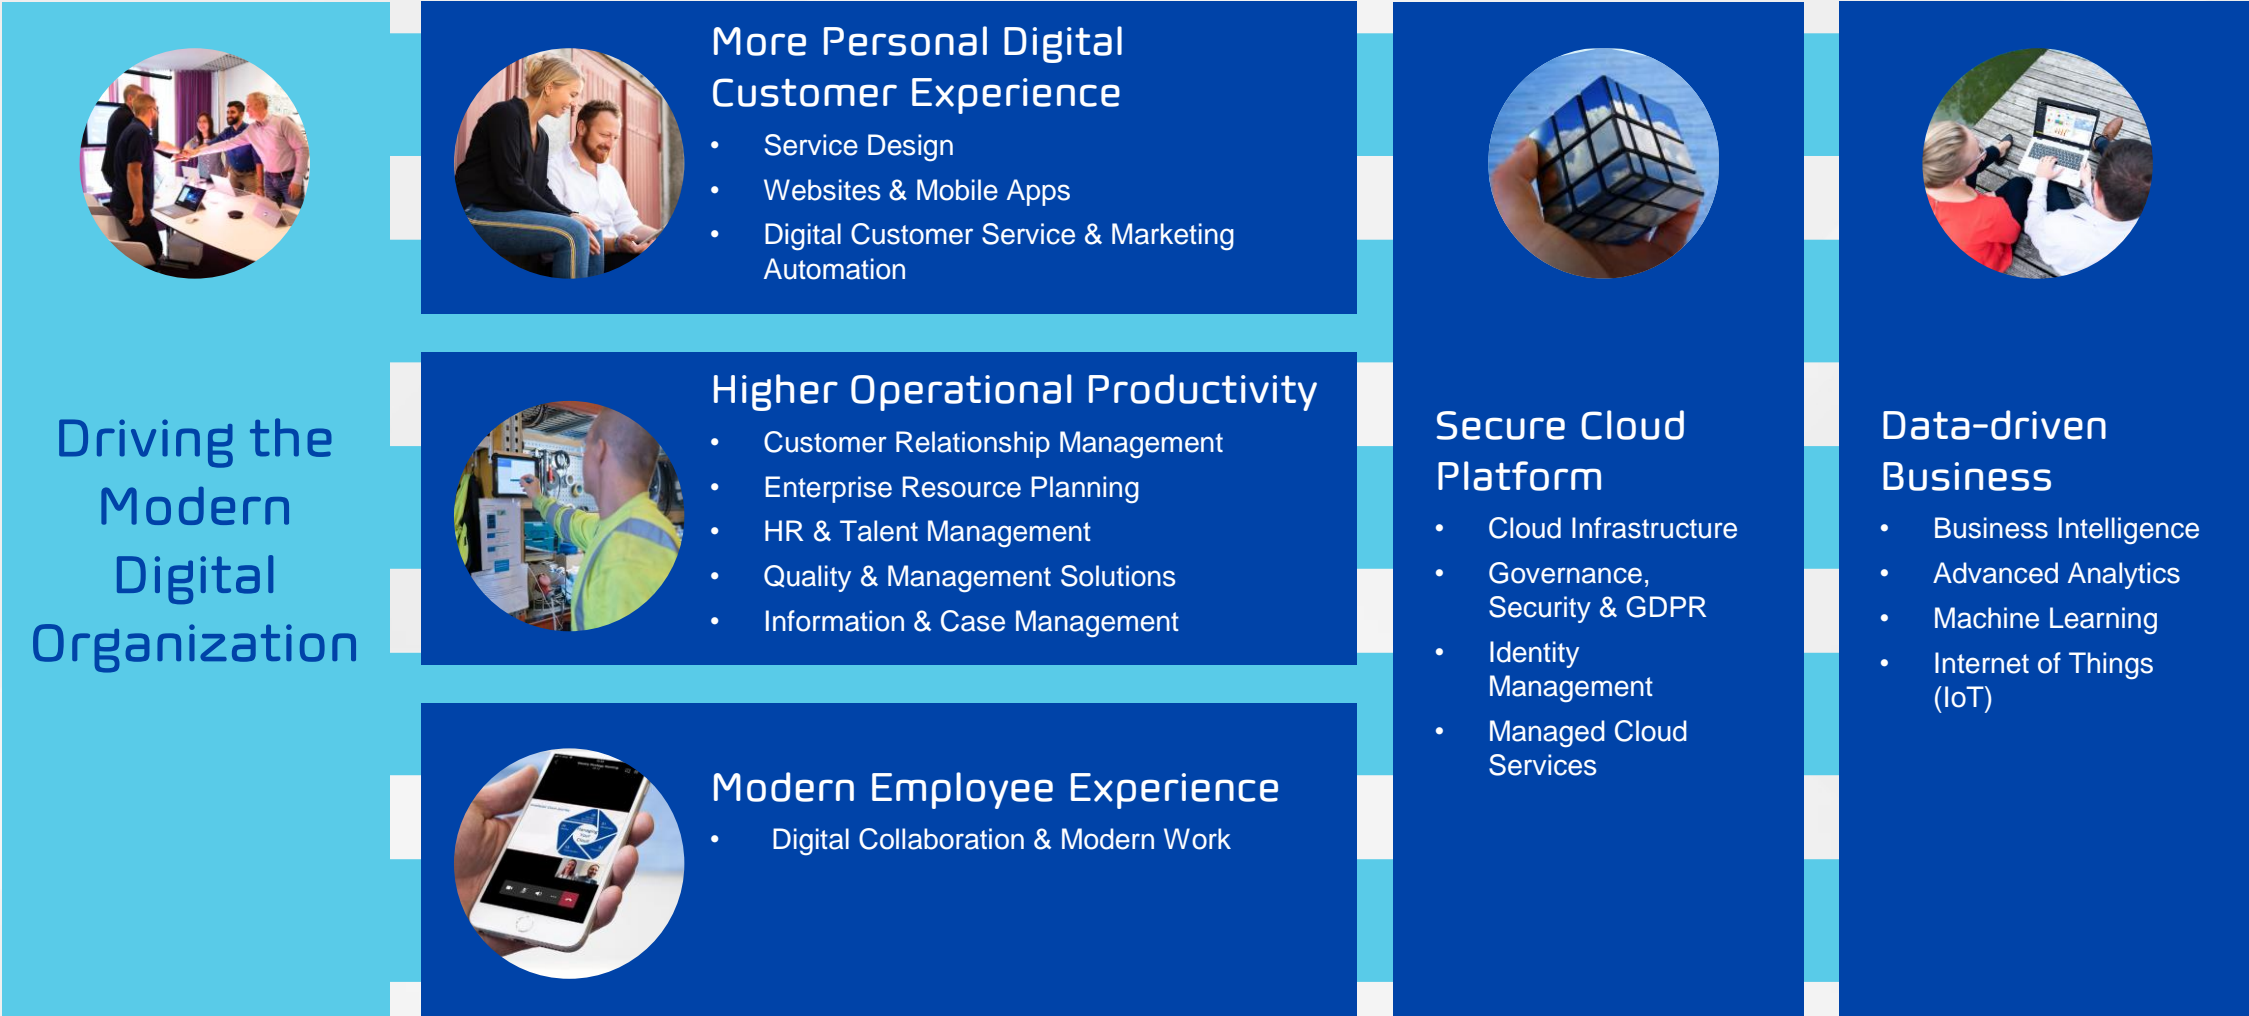 Driving the
Modern
Digital
Organization
More Personal Digital
Customer Experience
• Service Design
• Websites & Mobile Apps
• Digital Customer Service & Marketing
Automation
Higher Operational Productivity
• Customer Relationship Management
• Enterprise Resource Planning
• HR & Talent Management
• Quality & Management Solutions
• Information & Case Management
Modern Employee Experience
• Digital Collaboration & Modern Work
Secure Cloud
Platform
• Cloud Infrastructure
• Governance,
Security & GDPR
• Identity
Management
• Managed Cloud
Services
Data-driven
Business
• Business Intelligence
• Advanced Analytics
• Machine Learning
• Internet of Things
(IoT)